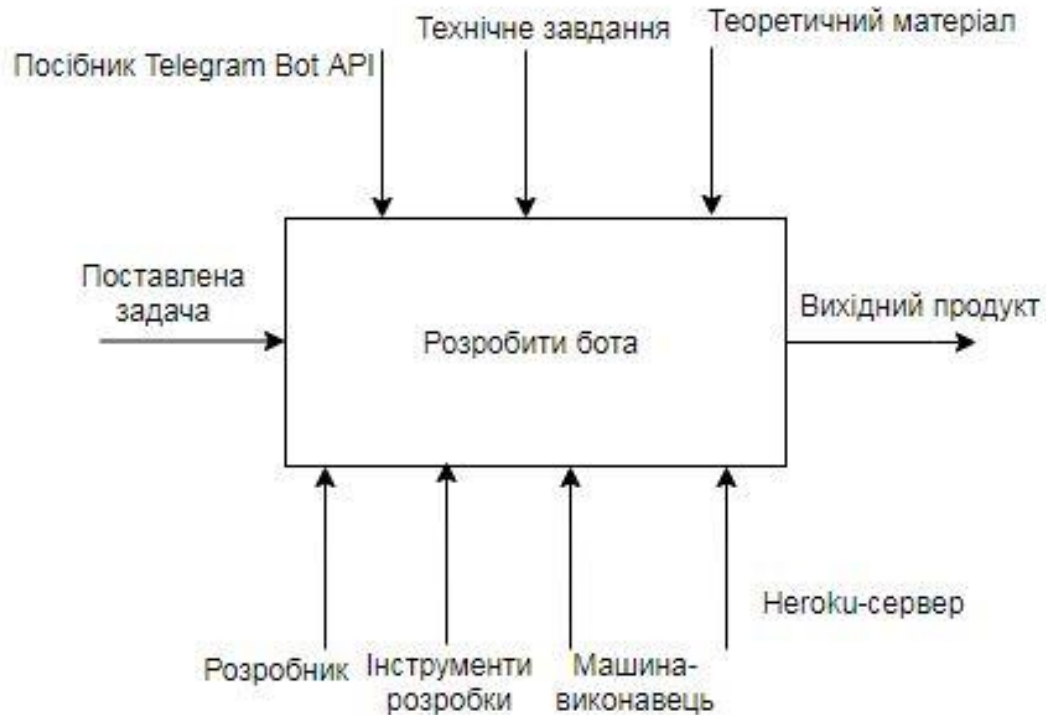 Технічне завдання
Теоретичний матеріал
Посібник Telegram Bot API
Поставлена
задача
Розробити бота
Вихідний продукт
Розробник
Інструменти
розробки
Машина-
виконавець
Heroku-сервер